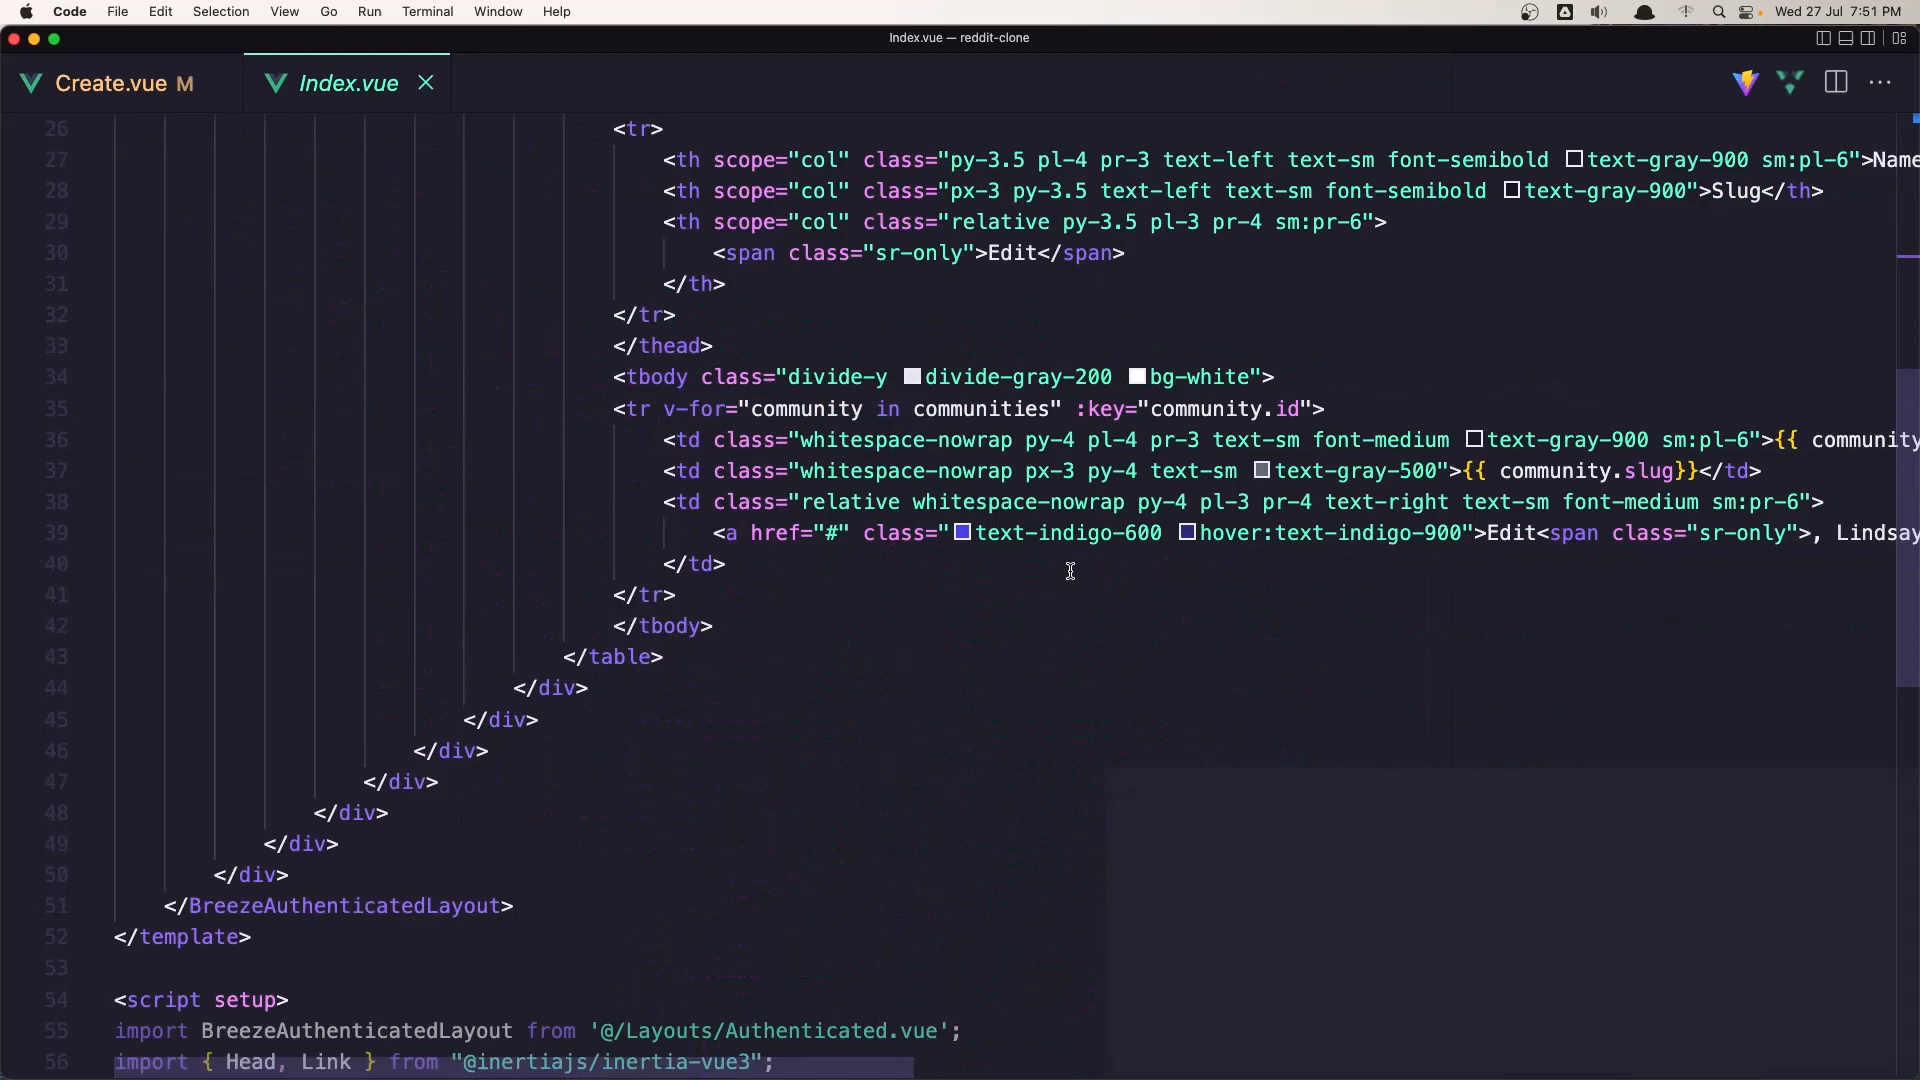 Code File Edit Selection View Go Run Terminal Window Help Wed 27 Jul 7:51 PM
Index.vue — reddit-clone
Create.vue M Index.vue
26 <tr>
27 <th scope="col" class="py-3.5 pl-4 pr-3 text-left text-sm font-semibold text-gray-900 sm:pl-6">Name
28 <th scope="col" class="px-3 py-3.5 text-left text-sm font-semibold text-gray-900">Slug</th>
29 <th scope="col" class="relative py-3.5 pl-3 pr-4 sm:pr-6">
30 <span class="sr-only">Edit</span>
31 </th>
32 </tr>
33 </thead>
34 <tbody class="divide-y divide-gray-200 bg-white">
35 <tr v-for="community in communities" :key="community.id">
36 <td class="whitespace-nowrap py-4 pl-4 pr-3 text-sm font-medium text-gray-900 sm:pl-6">{{ community
37 <td class="whitespace-nowrap px-3 py-4 text-sm text-gray-500">{{ community.slug}}</td>
38 <td class="relative whitespace-nowrap py-4 pl-3 pr-4 text-right text-sm font-medium sm:pr-6">
39 <a href="#" class="text-indigo-600 hover:text-indigo-900">Edit<span class="sr-only">, Lindsay
40 </td>
41 </tr>
42 </tbody>
43 </table>
44 </div>
45 </div>
46 </div>
47 </div>
48 </div>
49 </div>
50 </div>
51 </BreezeAuthenticatedLayout>
52 </template>
53
54 <script setup>
55 import BreezeAuthenticatedLayout from '@/Layouts/Authenticated.vue';
56 import { Head, Link } from "@inertiajs/inertia-vue3";